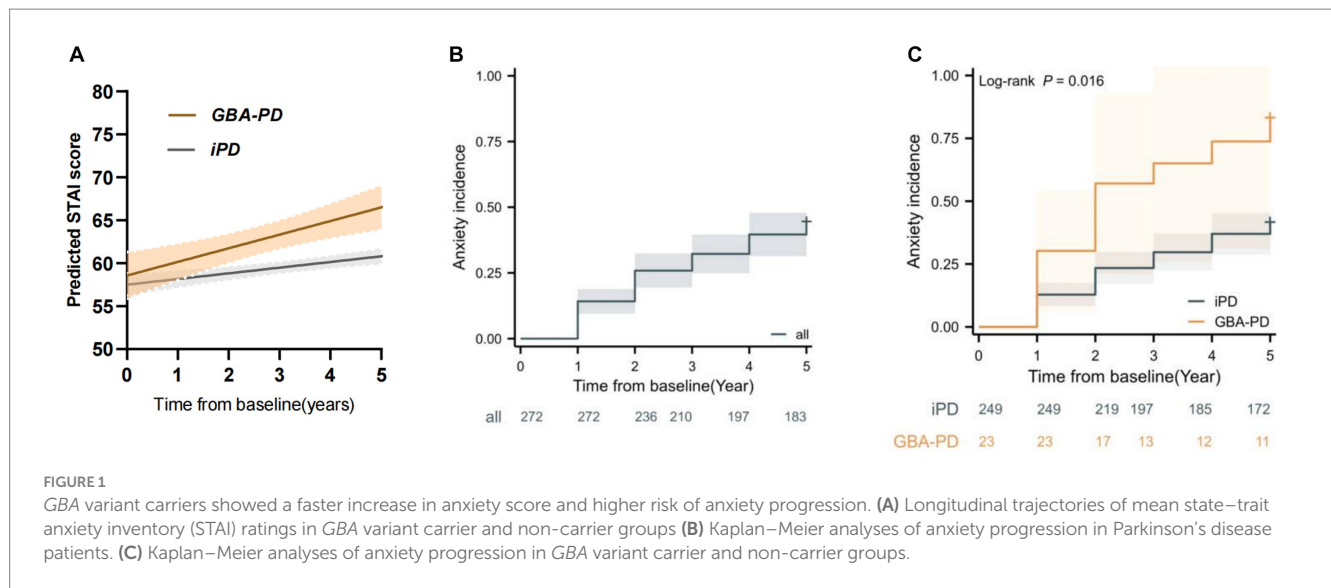 A
80
75
70
65
60
55
50
Predicted STAI score
GBA-PD
iPD
0 1 2 3 4 5
Time from baseline(years)
B
1.00
0.75
0.50
0.25
0.00
Anxiety incidence
all
0 1 2 3 4 5
Time from baseline(Year)
all 272 272 236 210 197 183
C
Log-rank P = 0.016
1.00
0.75
0.50
0.25
0.00
Anxiety incidence
iPD
GBA-PD
0 1 2 3 4 5
Time from baseline(Year)
iPD 249 249 219 197 185 172
GBA-PD 23 23 17 13 12 11
FIGURE 1
GBA variant carriers showed a faster increase in anxiety score and higher risk of anxiety progression. (A) Longitudinal trajectories of mean state–trait
anxiety inventory (STAI) ratings in GBA variant carrier and non-carrier groups (B) Kaplan–Meier analyses of anxiety progression in Parkinson's disease
patients. (C) Kaplan–Meier analyses of anxiety progression in GBA variant carrier and non-carrier groups.